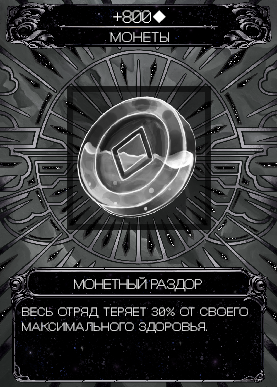 +800◆
МОНЕТЫ
МОНЕТНЫЙ РАЗДОР
ВЕСЬ ОТРЯД ТЕРЯЕТ 30% ОТ СВОЕГО
МАКСИМАЛЬНОГО ЗДОРОВЬЯ.